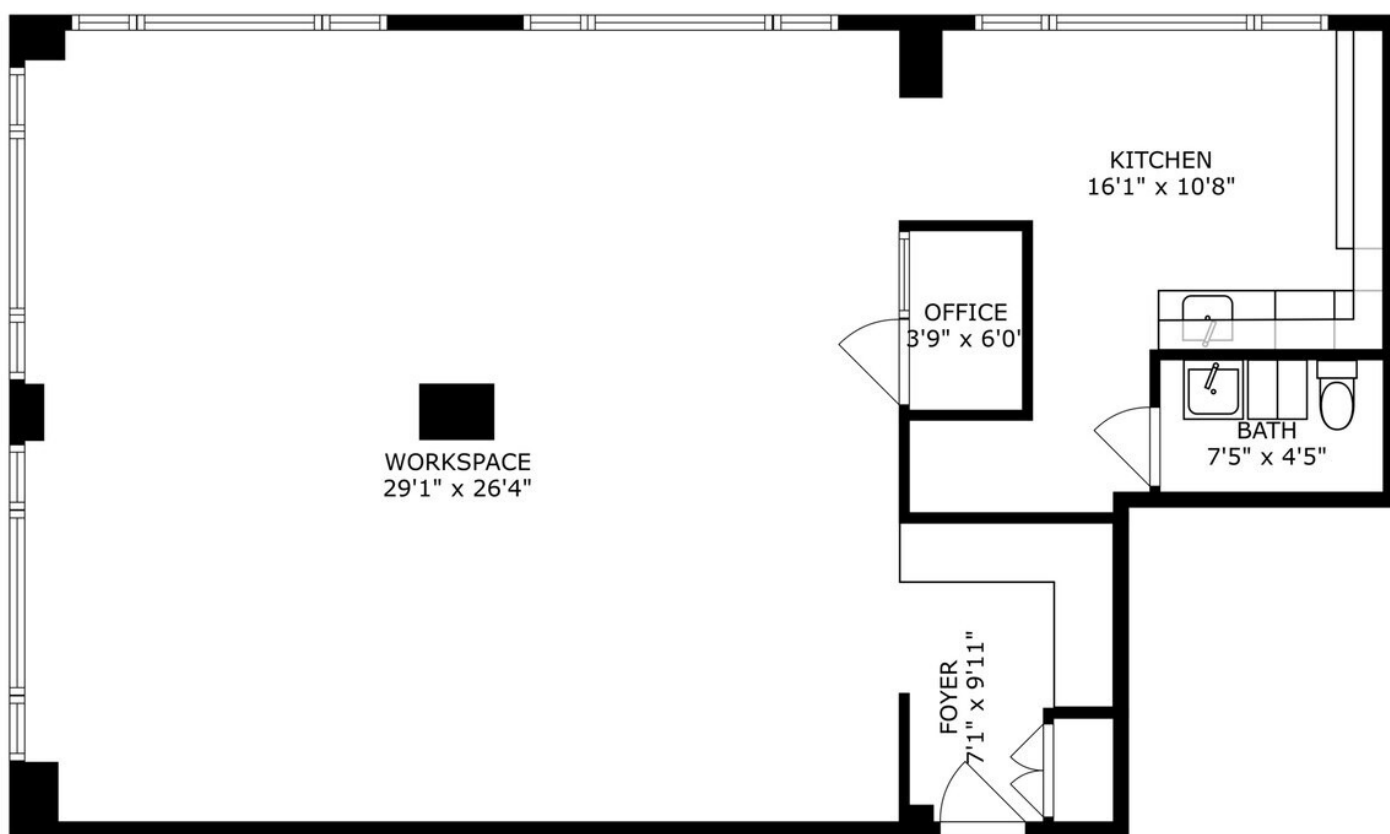 KITCHEN
16'1" x 10'8"
OFFICE
3'9" x 6'0'
BATH
7'5" x 4'5"
WORKSPACE
29'1" x 26'4"
FOYER
7'1" x 9'11"